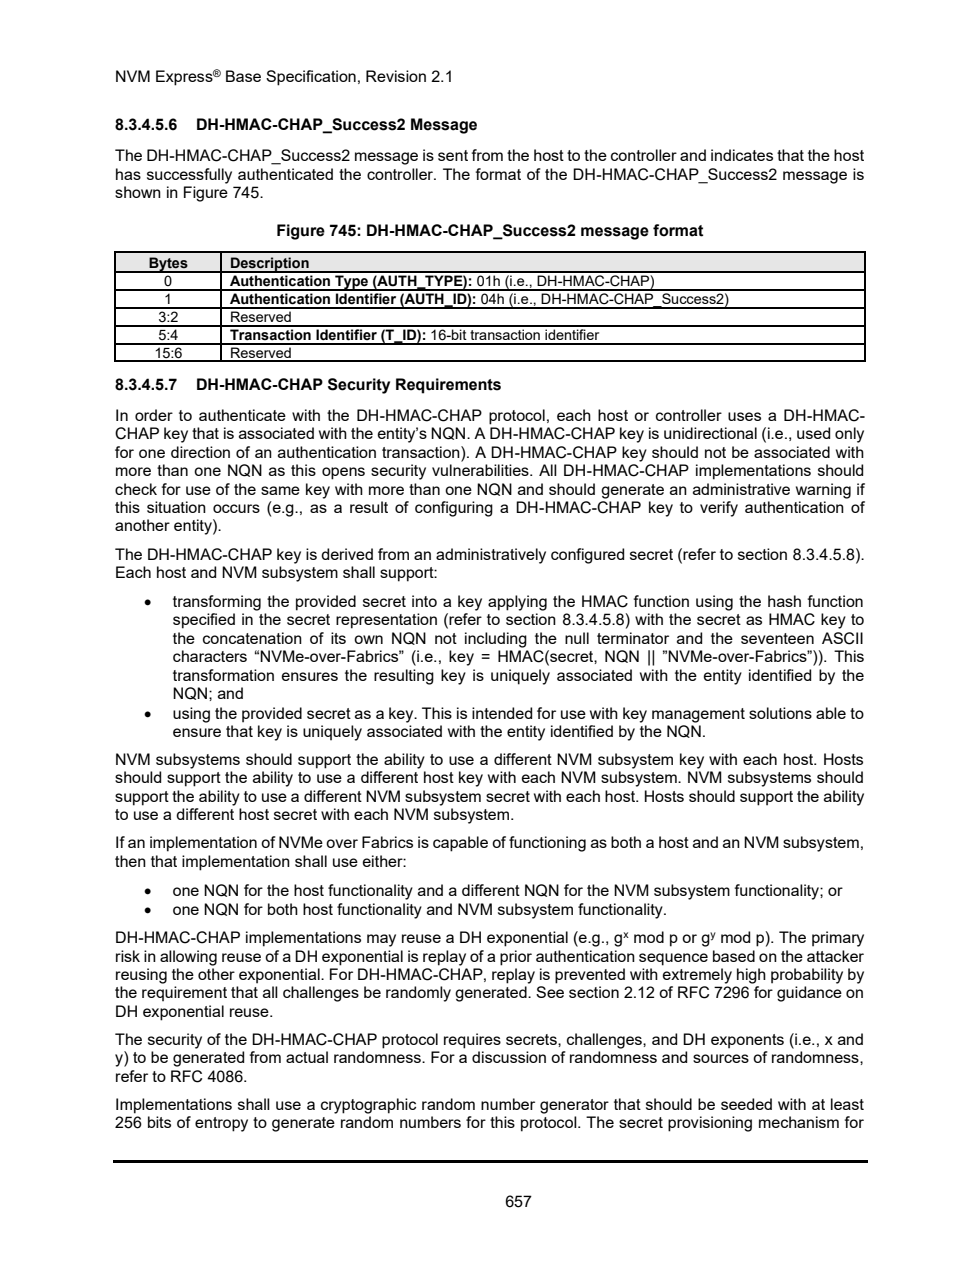 NVM Express® Base Specification, Revision 2.1
8.3.4.5.6 DH-HMAC-CHAP_Success2 Message
The DH-HMAC-CHAP_Success2 message is sent from the host to the controller and indicates that the host
has successfully authenticated the controller. The format of the DH-HMAC-CHAP_Success2 message is
shown in Figure 745.
Figure 745: DH-HMAC-CHAP_Success2 message format
Bytes Description
0 Authentication Type (AUTH_TYPE): 01h (i.e., DH-HMAC-CHAP)
1 Authentication Identifier (AUTH_ID): 04h (i.e., DH-HMAC-CHAP_Success2)
3:2 Reserved
5:4 Transaction Identifier (T_ID): 16-bit transaction identifier
15:6 Reserved
8.3.4.5.7 DH-HMAC-CHAP Security Requirements
In order to authenticate with the DH-HMAC-CHAP protocol, each host or controller uses a DH-HMAC-
CHAP key that is associated with the entity's NQN. A DH-HMAC-CHAP key is unidirectional (i.e., used only
for one direction of an authentication transaction). A DH-HMAC-CHAP key should not be associated with
more than one NQN as this opens security vulnerabilities. All DH-HMAC-CHAP implementations should
check for use of the same key with more than one NQN and should generate an administrative warning if
this situation occurs (e.g., as a result of configuring a DH-HMAC-CHAP key to verify authentication of
another entity).
The DH-HMAC-CHAP key is derived from an administratively configured secret (refer to section 8.3.4.5.8).
Each host and NVM subsystem shall support:
• transforming the provided secret into a key applying the HMAC function using the hash function
specified in the secret representation (refer to section 8.3.4.5.8) with the secret as HMAC key to
the concatenation of its own NQN not including the null terminator and the seventeen ASCII
characters “NVMe-over-Fabrics” (i.e., key = HMAC(secret, NQN || ”NVMe-over-Fabrics”)). This
transformation ensures the resulting key is uniquely associated with the entity identified by the
NQN; and
• using the provided secret as a key. This is intended for use with key management solutions able to
ensure that key is uniquely associated with the entity identified by the NQN.
NVM subsystems should support the ability to use a different NVM subsystem key with each host. Hosts
should support the ability to use a different host key with each NVM subsystem. NVM subsystems should
support the ability to use a different NVM subsystem secret with each host. Hosts should support the ability
to use a different host secret with each NVM subsystem.
If an implementation of NVMe over Fabrics is capable of functioning as both a host and an NVM subsystem,
then that implementation shall use either:
• one NQN for the host functionality and a different NQN for the NVM subsystem functionality; or
• one NQN for both host functionality and NVM subsystem functionality.
DH-HMAC-CHAP implementations may reuse a DH exponential (e.g., gˣ mod p or gʸ mod p). The primary
risk in allowing reuse of a DH exponential is replay of a prior authentication sequence based on the attacker
reusing the other exponential. For DH-HMAC-CHAP, replay is prevented with extremely high probability by
the requirement that all challenges be randomly generated. See section 2.12 of RFC 7296 for guidance on
DH exponential reuse.
The security of the DH-HMAC-CHAP protocol requires secrets, challenges, and DH exponents (i.e., x and
y) to be generated from actual randomness. For a discussion of randomness and sources of randomness,
refer to RFC 4086.
Implementations shall use a cryptographic random number generator that should be seeded with at least
256 bits of entropy to generate random numbers for this protocol. The secret provisioning mechanism for
657